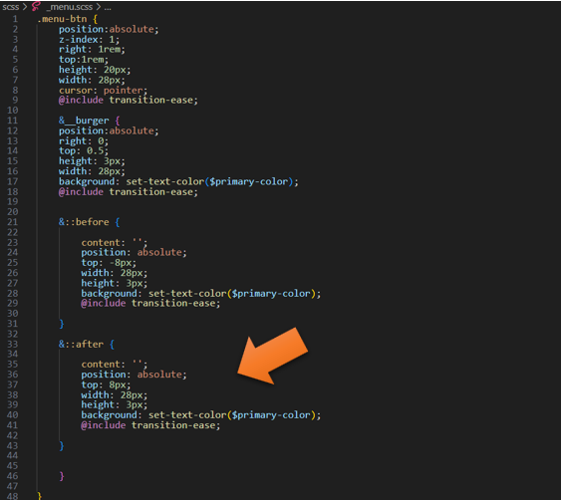 scss > _menu.scss > ...
1 .menu-btn {
2 position:absolute;
3 z-index: 1;
4 right: 1rem;
5 top:1rem;
6 height: 20px;
7 width: 28px;
8 cursor: pointer;
9 @include transition-ease;
10
11 &__burger {
12 position:absolute;
13 right: 0;
14 top: 0.5;
15 height: 3px;
16 width: 28px;
17 background: set-text-color($primary-color);
18 @include transition-ease;
19
20
21 &::before {
22
23 content: '';
24 position: absolute;
25 top: -8px;
26 width: 28px;
27 height: 3px;
28 background: set-text-color($primary-color);
29 @include transition-ease;
30
31 }
32
33 &::after {
34
35 content: '';
36 position: absolute;
37 top: 8px;
38 width: 28px;
39 height: 3px;
40 background: set-text-color($primary-color);
41 @include transition-ease;
42
43 }
44
45
46 }
47
48 }